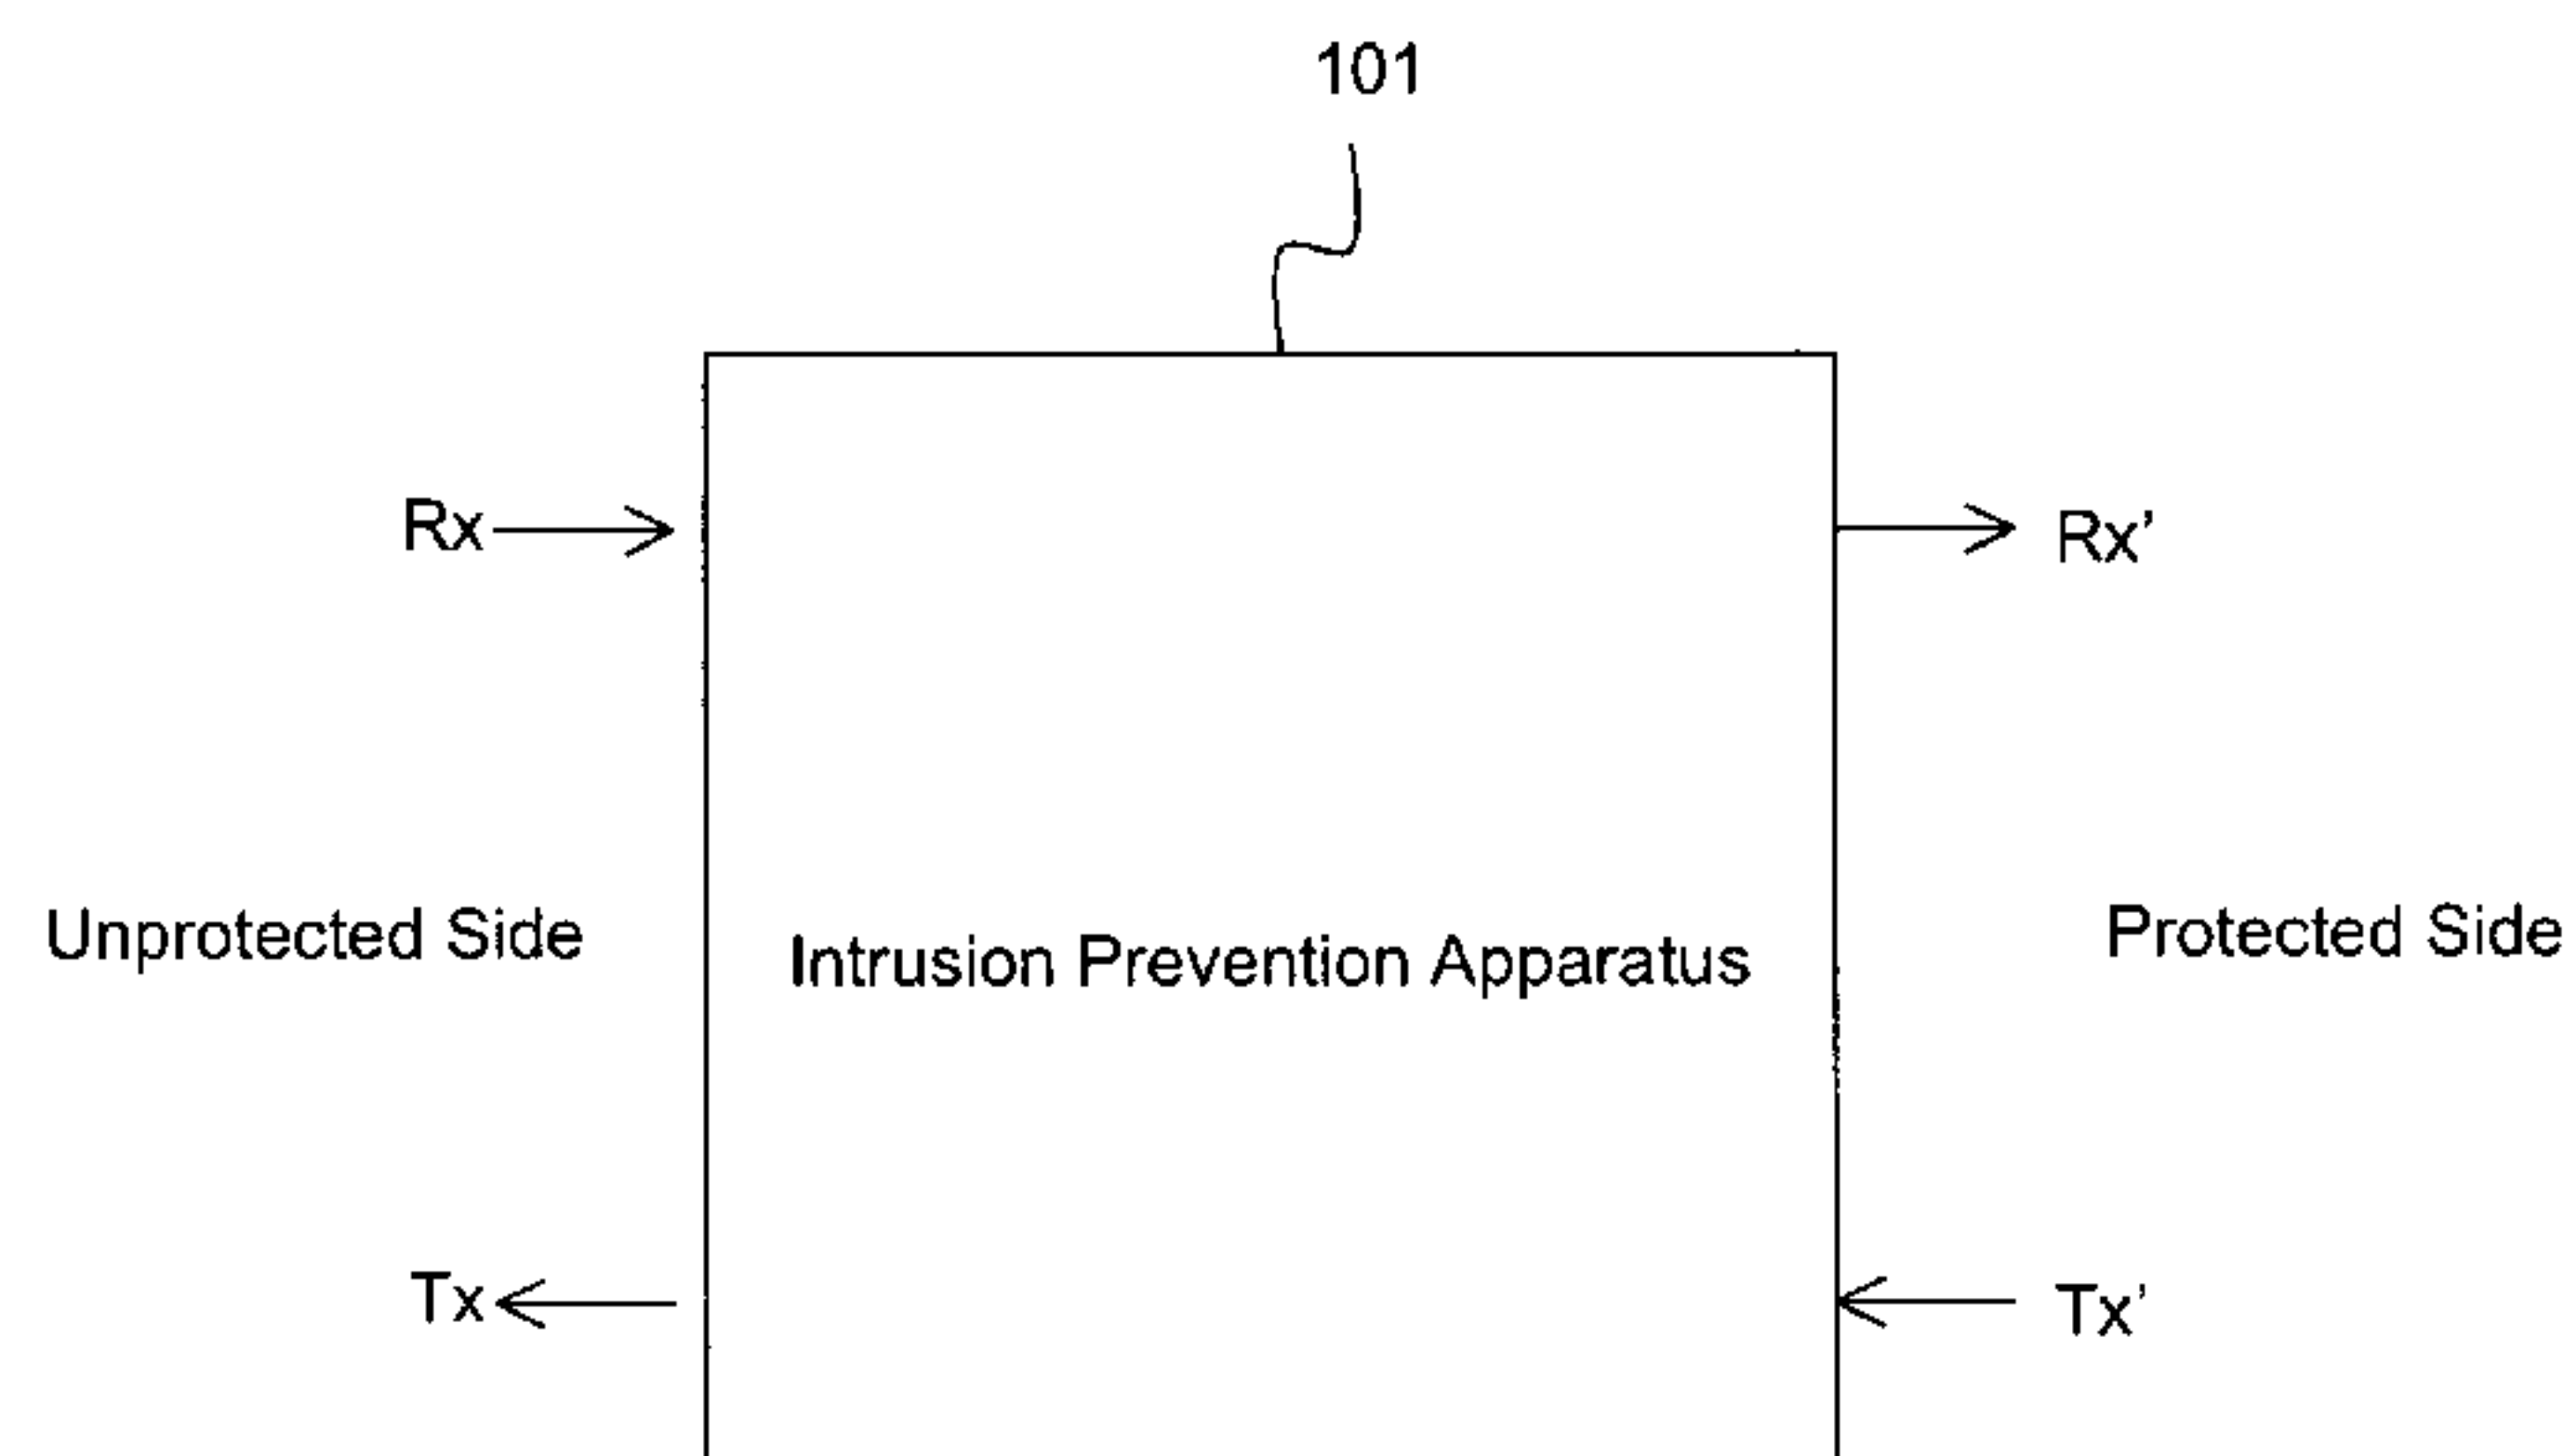 101
Rx
Rx’
Unprotected Side
Intrusion Prevention Apparatus
Protected Side
Tx
Tx’